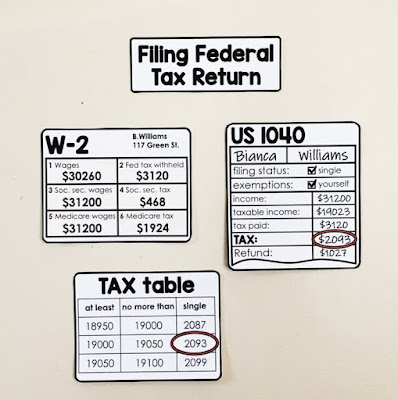 Filing Federal
Tax Return
W-2
B.Williams
117 Green St.
1 Wages 2 Fed tax withheld
$30260 $3120
3 Soc. sec. wages 4 Soc. sec. tax
$31200 $468
5 Medicare wages 6 Medicare tax
$31200 $1924
US 1040
Bianca Williams
filing status: single
exemptions: yourself
income: $31200
taxable income: $19023
tax paid: $3120
TAX: $2093
Refund: $1027
TAX table
at least no more than single
18950 19000 2087
19000 19050 2093
19050 19100 2099